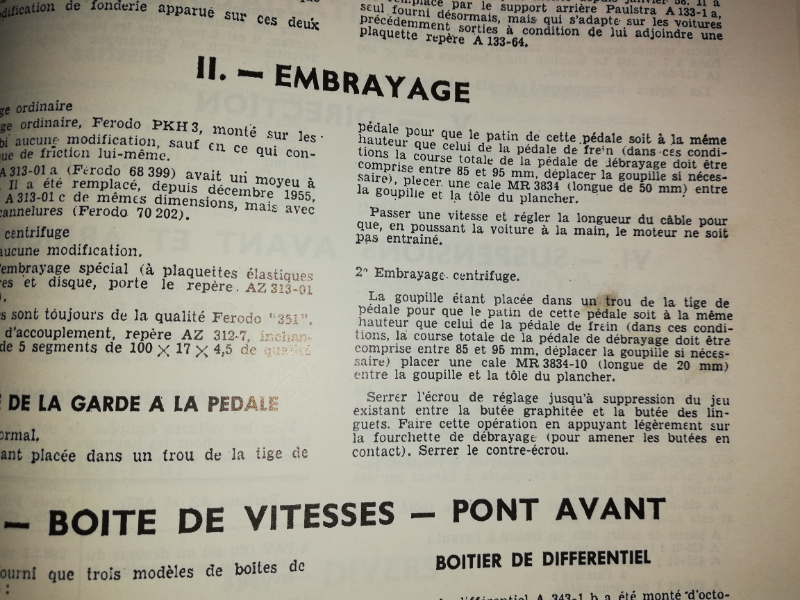 dification de fonderie apparue sur ces deux
II. — EMBRAYAGE
ge ordinaire
ge ordinaire, Ferodo PKH3, monté sur les
bi aucune modification, sauf en ce qui con-
que de friction lui-même.
A 313-01 a (Ferodo 68 399) avait un moyeu à
. Il a été remplacé, depuis décembre 1955,
A 313-01 c de mêmes dimensions, mais avec
cannelures (Ferodo 70 202).
centrifuge
aucune modification.
'embrayage spécial (à plaquettes élastiques
res et disque, porte le repère AZ 313-01
).
s sont toujours de la qualité Ferodo "351".
d'accouplement, repère AZ 312-7, inchan-
de 5 segments de 100 × 17 × 4,5 de qualité
DE LA GARDE A LA PEDALE
ormal.
ant placée dans un trou de la tige de
remplacé par le support arrière Paulstra A 133-1 a,
seul fourni désormais, mais qui s'adapte sur les voitures
précédemment sorties à condition de lui adjoindre une
plaquette repère A 133-64.
pédale pour que le patin de cette pédale soit à la même
hauteur que celui de la pédale de frein (dans ces condi-
tions la course totale de la pédale de débrayage doit être
comprise entre 85 et 95 mm, déplacer la goupille si néces-
saire), placer une cale MR 3834 (longue de 50 mm) entre
la goupille et la tôle du plancher.
Passer une vitesse et régler la longueur du câble pour
que, en poussant la voiture à la main, le moteur ne soit
pas entrainé.
2° Embrayage centrifuge.
La goupille étant placée dans un trou de la tige de
pédale pour que le patin de cette pédale soit à la même
hauteur que celui de la pédale de frein (dans ces condi-
tions, la course totale de la pédale de débrayage doit être
comprise entre 85 et 95 mm, déplacer la goupille si néces-
saire) placer une cale MR 3834-10 (longue de 20 mm)
entre la goupille et la tôle du plancher.
Serrer l'écrou de réglage jusqu'à suppression du jeu
existant entre la butée graphitée et la butée des lin-
guets. Faire cette opération en appuyant légèrement sur
la fourchette de débrayage (pour amener les butées en
contact). Serrer le contre-écrou.
— BOITE DE VITESSES — PONT AVANT
ourni que trois modèles de boîtes de
:
BOITIER DE DIFFERENTIEL
différentiel A 343-1 b a été monté d'octo-